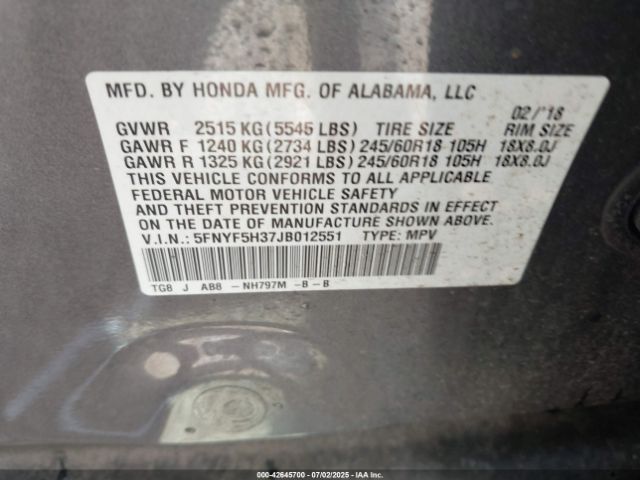 MFD. BY HONDA MFG. OF ALABAMA, LLC
02/'18
GVWR 2515 KG(5545 LBS) TIRE SIZE RIM SIZE
GAWR F 1240 KG(2734 LBS)245/60R18 105H 18X8.0J
GAWR R 1325 KG(2921 LBS)245/60R18 105H 18X8.0J
THIS VEHICLE CONFORMS TO ALL APPLICABLE
FEDERAL MOTOR VEHICLE SAFETY
AND THEFT PREVENTION STANDARDS IN EFFECT
ON THE DATE OF MANUFACTURE SHOWN ABOVE.
V.I.N.: 5FNYF5H37JB012551 TYPE: MPV
TG8 J AB8 -NH797M -B -B
000-42645700 - 07/02/2025 - IAAI.COM